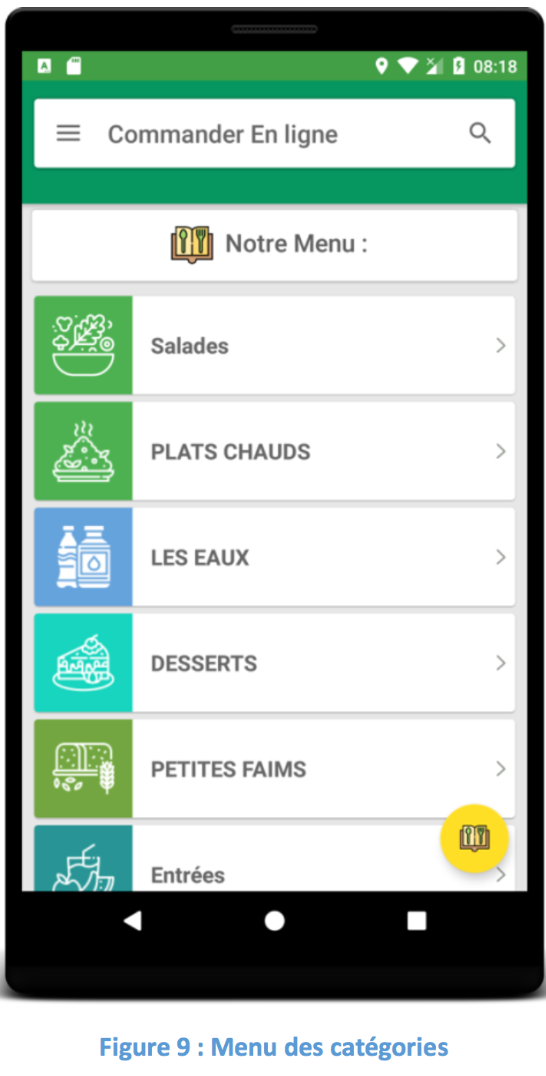 08:18
Commander En ligne
Notre Menu :
Salades
PLATS CHAUDS
LES EAUX
DESSERTS
PETITES FAIMS
Entrées
Figure 9 : Menu des catégories